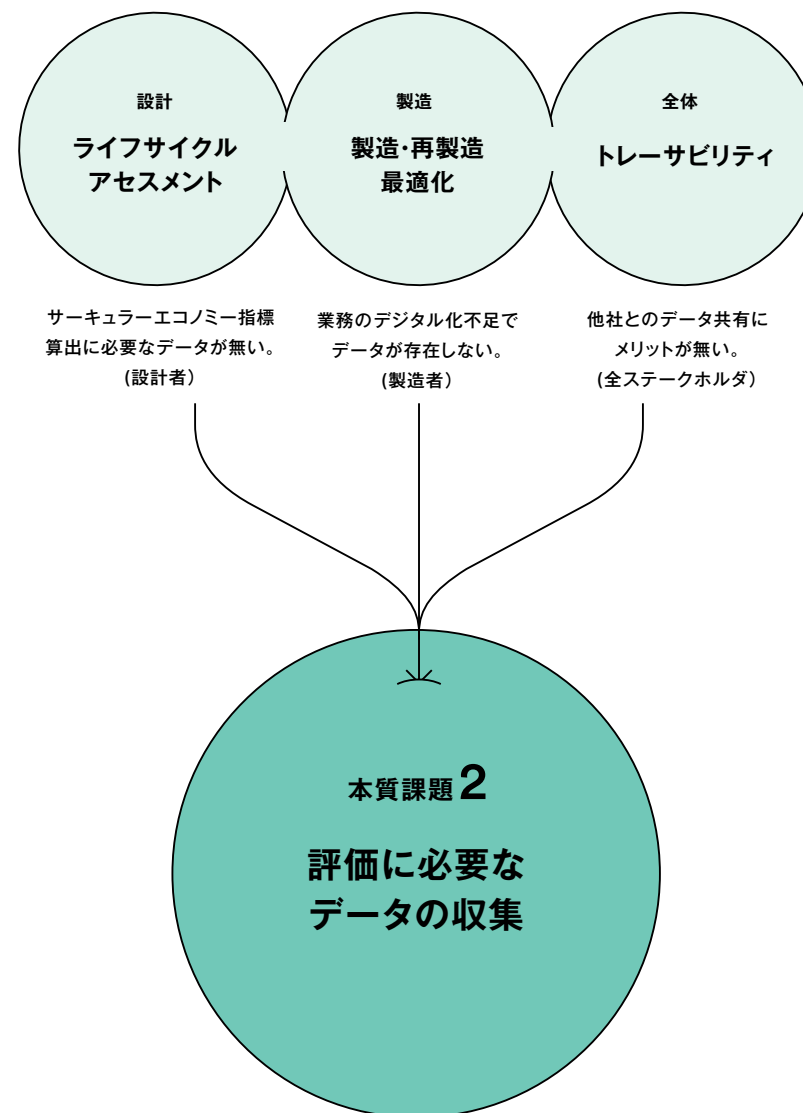 設計
ライフサイクル
アセスメント
製造
製造・再製造
最適化
全体
トレーサビリティ
サーキュラーエコノミー指標
算出に必要なデータが無い。
(設計者）
業務のデジタル化不足で
データが存在しない。
(製造者）
他社とのデータ共有に
メリットが無い。
(全ステークホルダ）
本質課題2
評価に必要な
データの収集